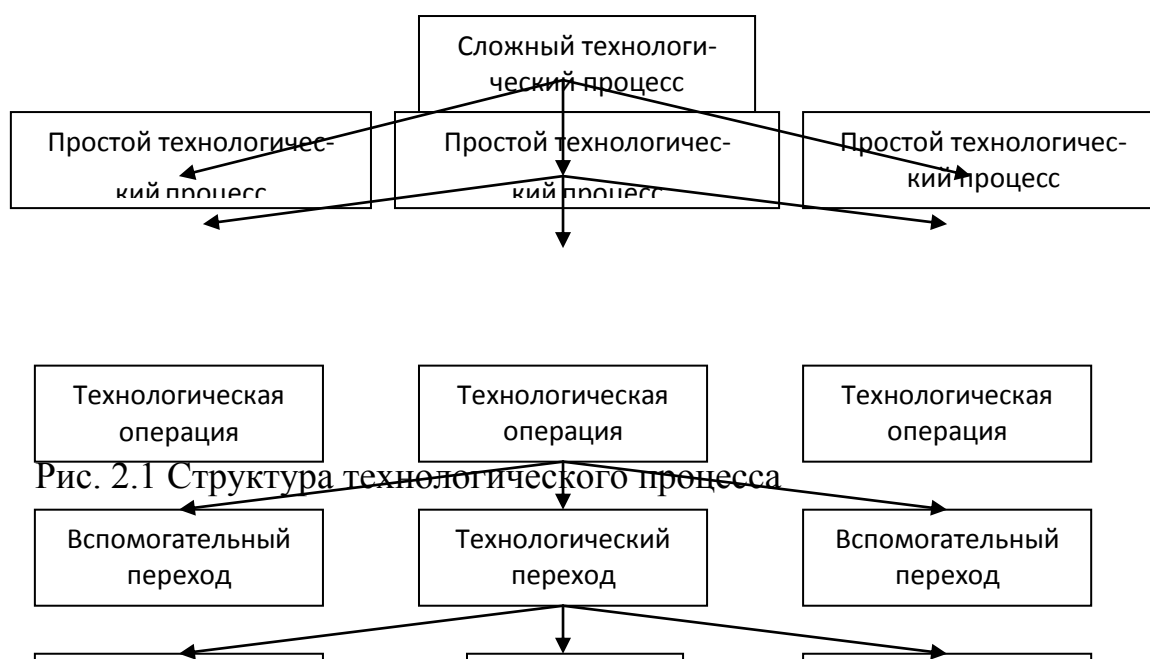 Сложный технологи-
ческий процесс
Простой технологичес-
кий процесс
Простой технологичес-
кий процесс
Простой технологичес-
кий процесс
Технологическая
операция
Технологическая
операция
Технологическая
операция
Рис. 2.1 Структура технологического процесса
Вспомогательный
переход
Технологический
переход
Вспомогательный
переход